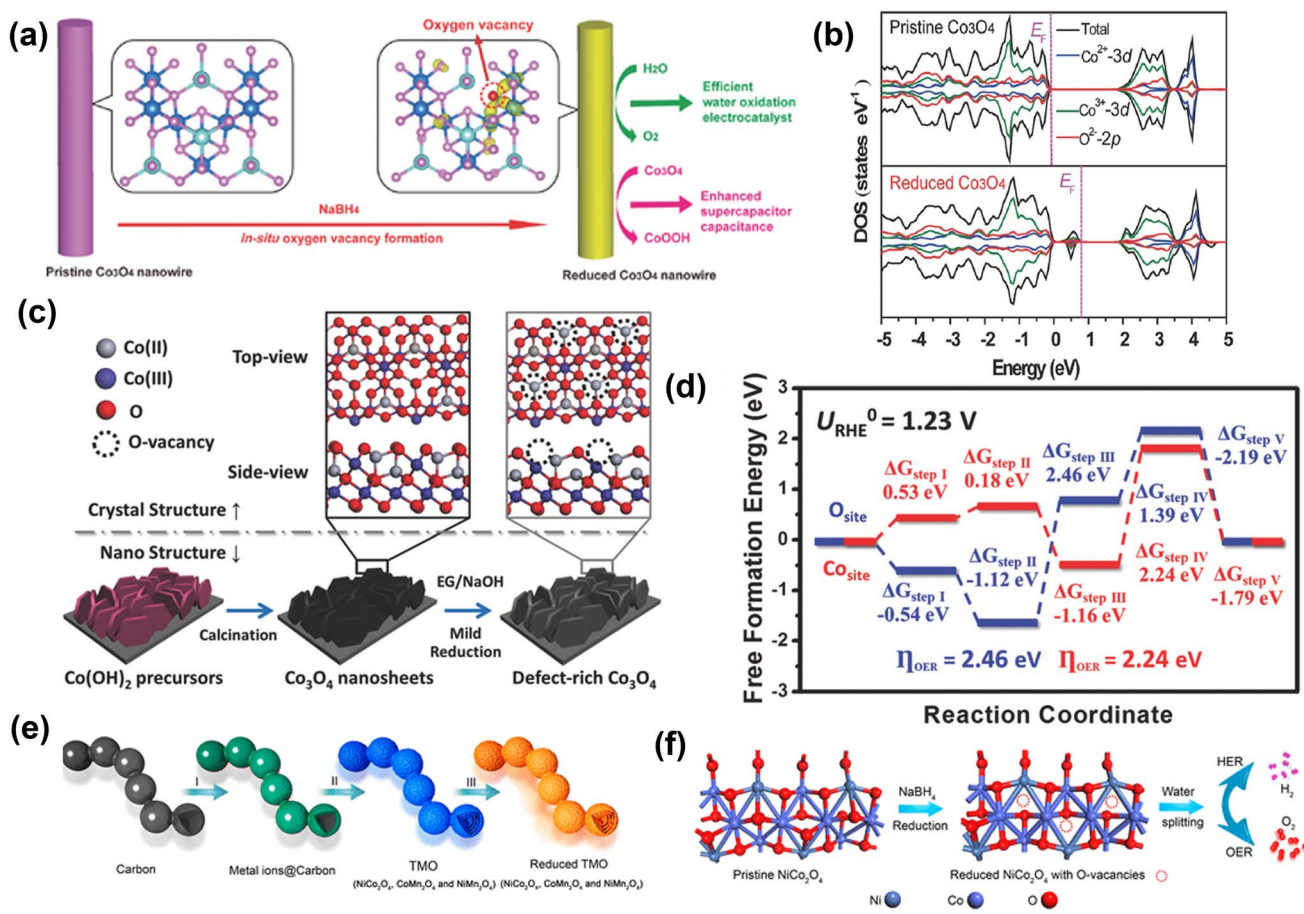 (a)
Oxygen vacancy
H2O
Efficient
water oxidation
electrocatalyst
O2
Co3O4
Enhanced
supercapacitor
capacitance
CoOOH
NaBH4
In-situ oxygen vacancy formation
Pristine Co3O4 nanowire
Reduced Co3O4 nanowire
(b)
Pristine Co3O4
EF
Total
Co2+-3d
Co3+-3d
O2--2p
Reduced Co3O4
EF
DOS (states eV-1)
-5 -4 -3 -2 -1 0 1 2 3 4 5
Energy (eV)
(c)
Co(II)
Co(III)
O
O-vacancy
Top-view
Side-view
Crystal Structure ↑
Nano Structure ↓
EG/NaOH
Calcination
Mild
Reduction
Co(OH)2 precursors
Co3O4 nanosheets
Defect-rich Co3O4
(d)
Free Formation Energy (eV)
3
2
1
0
-1
-2
-3
URHE0 = 1.23 V
ΔGstep I
0.53 eV
ΔGstep II
0.18 eV
ΔGstep III
2.46 eV
ΔGstep V
-2.19 eV
ΔGstep IV
1.39 eV
Osite
Cosite
ΔGstep I
-0.54 eV
ΔGstep II
-1.12 eV
ΔGstep III
-1.16 eV
ΔGstep IV
2.24 eV
ΔGstep V
-1.79 eV
ηOER = 2.46 eV
ηOER = 2.24 eV
Reaction Coordinate
(e)
I
II
III
Carbon
Metal ions@Carbon
TMO
(NiCo2O4, CoMn3O4 and NiMn3O4)
Reduced TMO
(NiCo2O4, CoMn3O4 and NiMn3O4)
(f)
NaBH4
Reduction
Water
splitting
HER
H2
O2
OER
Pristine NiCo2O4
Reduced NiCo2O4 with O-vacancies
Ni
Co
O